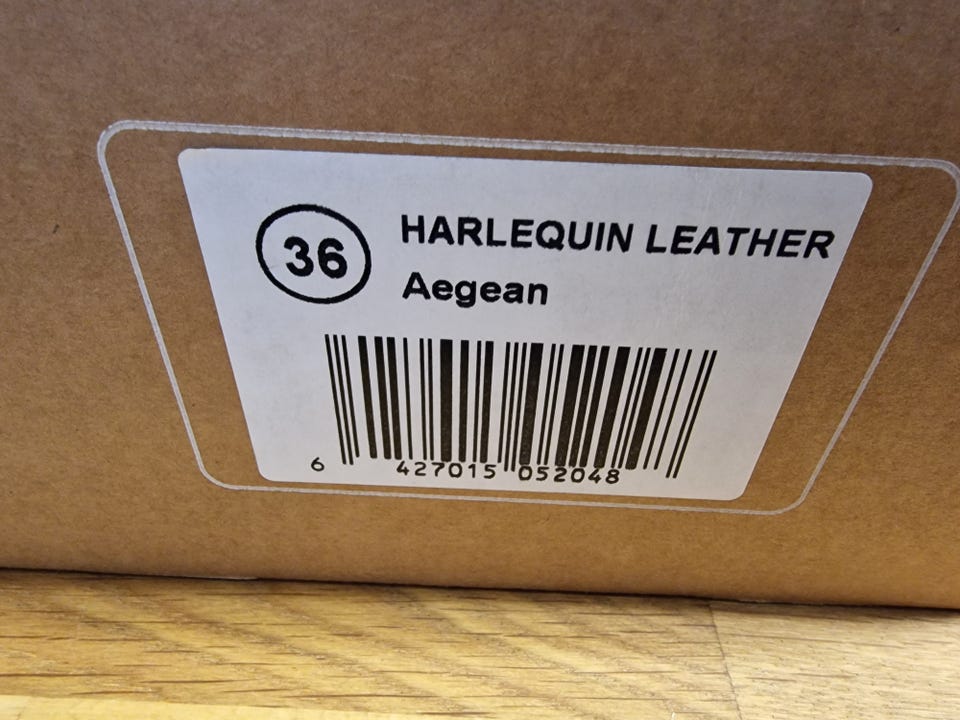 36
HARLEQUIN LEATHER
Aegean
6 427015 052048